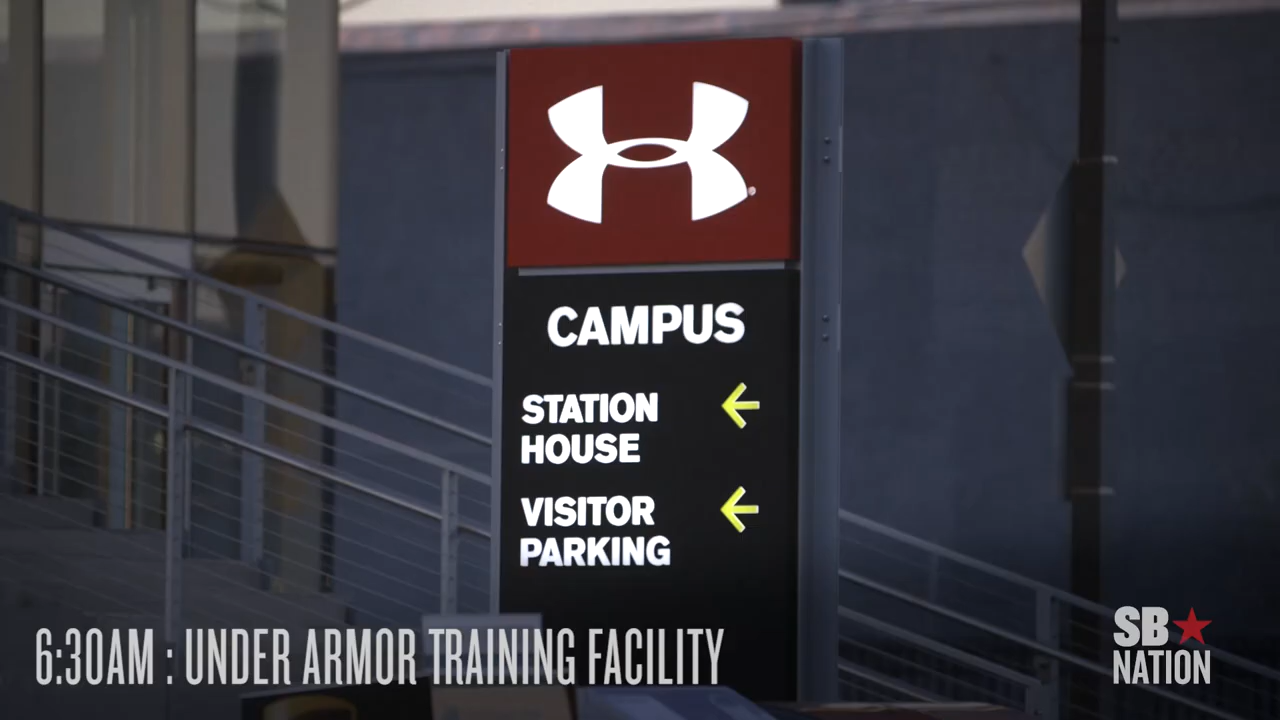 CAMPUS
STATION
HOUSE
VISITOR
PARKING
6:30AM : UNDER ARMOR TRAINING FACILITY
SB
NATION